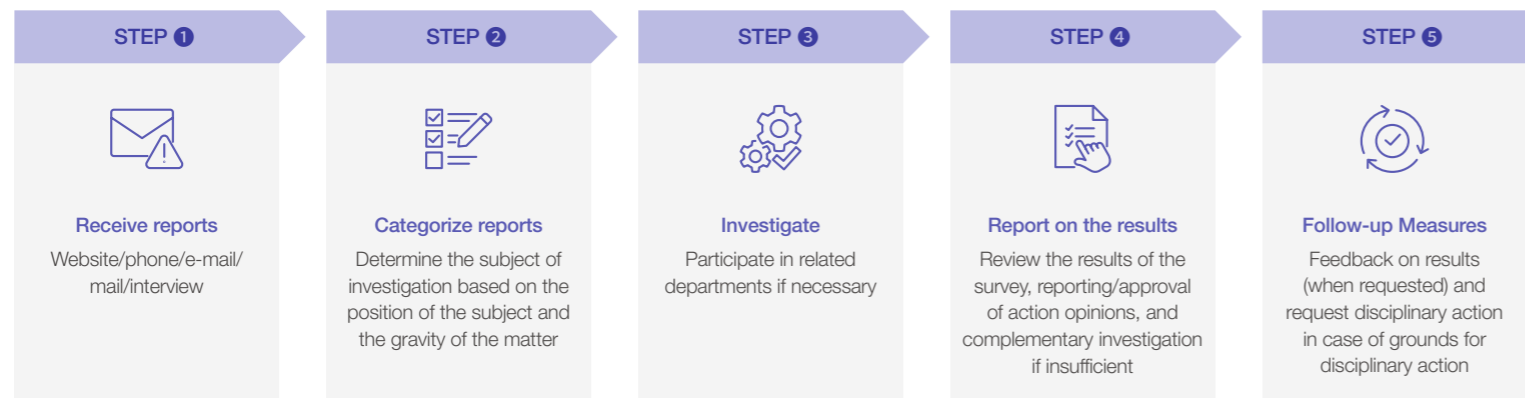 STEP 1
Receive reports
Website/phone/e-mail/
mail/interview
STEP 2
Categorize reports
Determine the subject of
investigation based on the
position of the subject and
the gravity of the matter
STEP 3
Investigate
Participate in related
departments if necessary
STEP 4
Report on the results
Review the results of the
survey, reporting/approval
of action opinions, and
complementary investigation
if insufficient
STEP 5
Follow-up Measures
Feedback on results
(when requested) and
request disciplinary action
in case of grounds for
disciplinary action